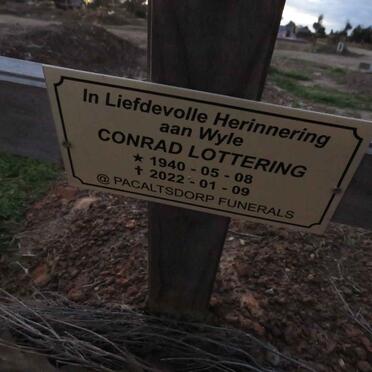 In Liefdevolle Herinnering
aan Wyle
CONRAD LOTTERING
★ 1940 - 05 - 08
✝ 2022 - 01 - 09
@ PACALTSDORP FUNERALS